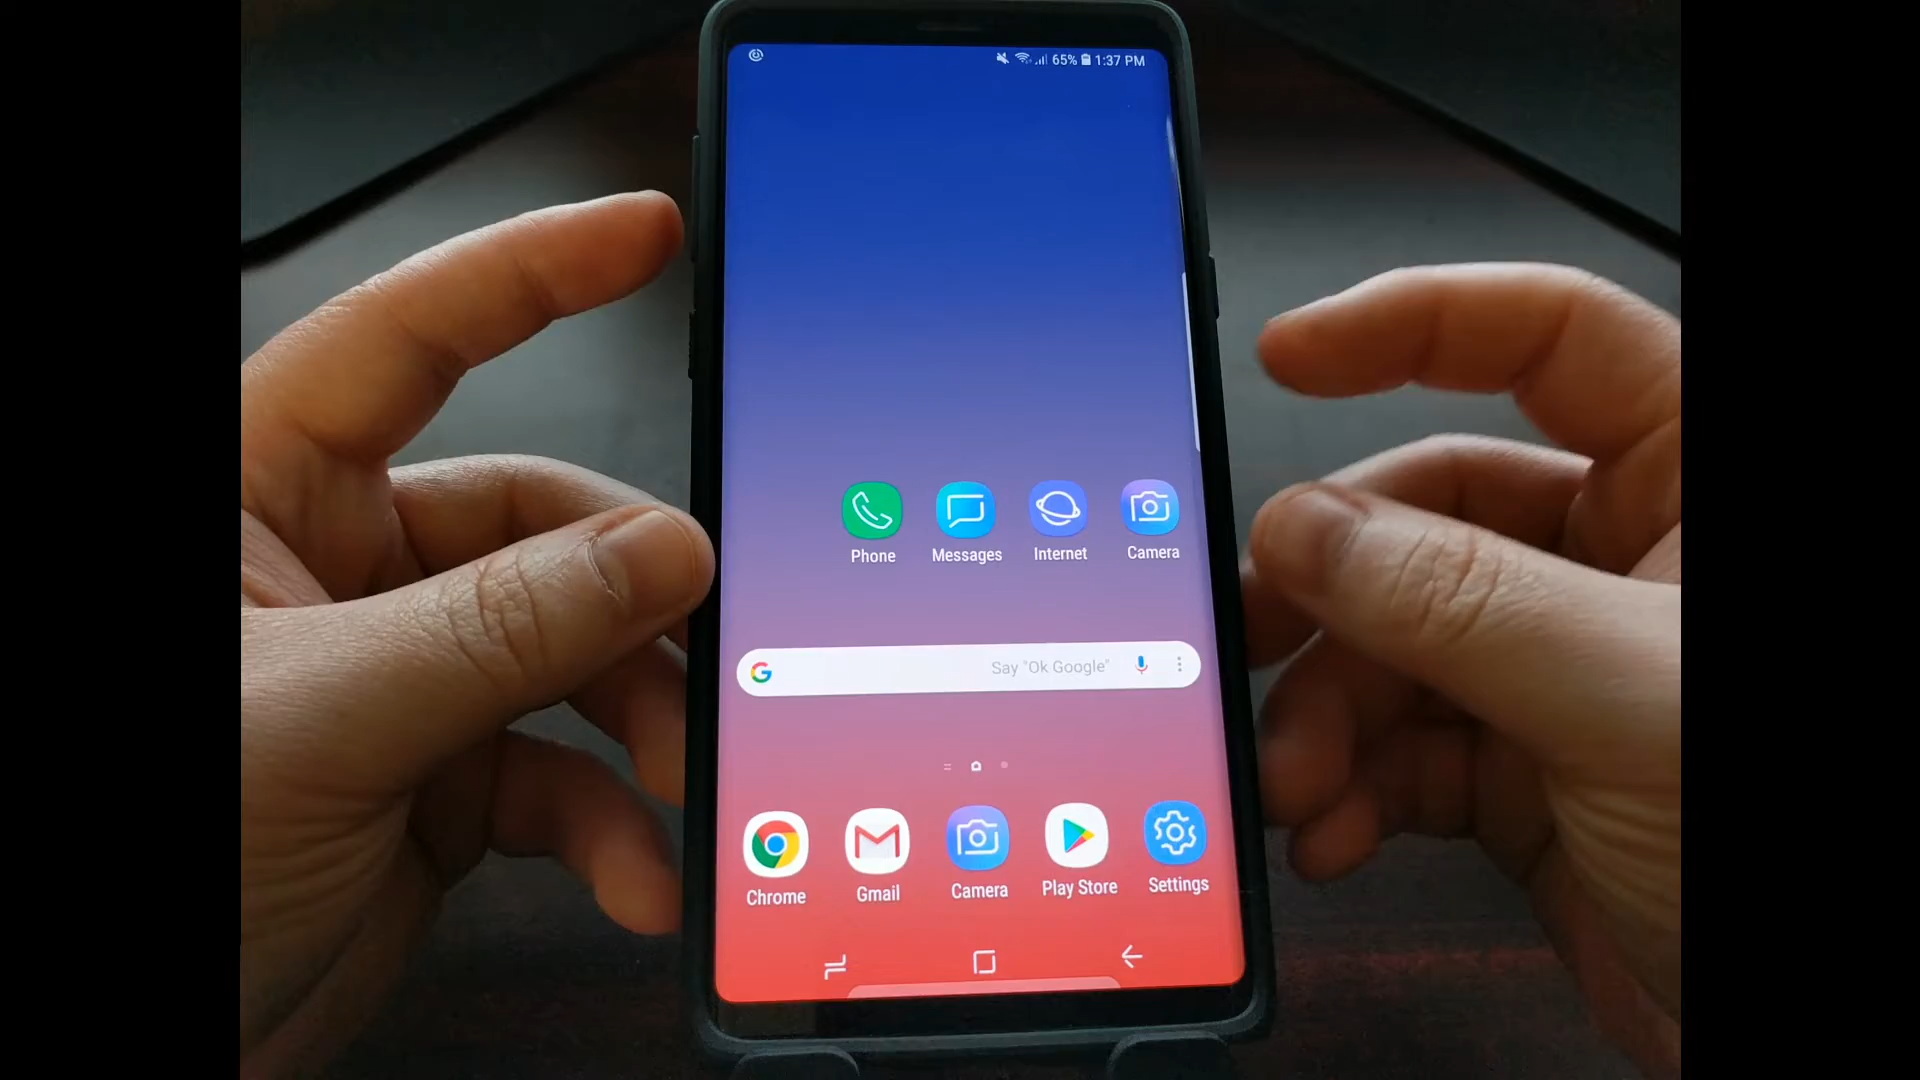 65% 1:37 PM
Phone Messages Internet Camera
G Say "Ok Google"
Chrome Gmail Camera Play Store Settings